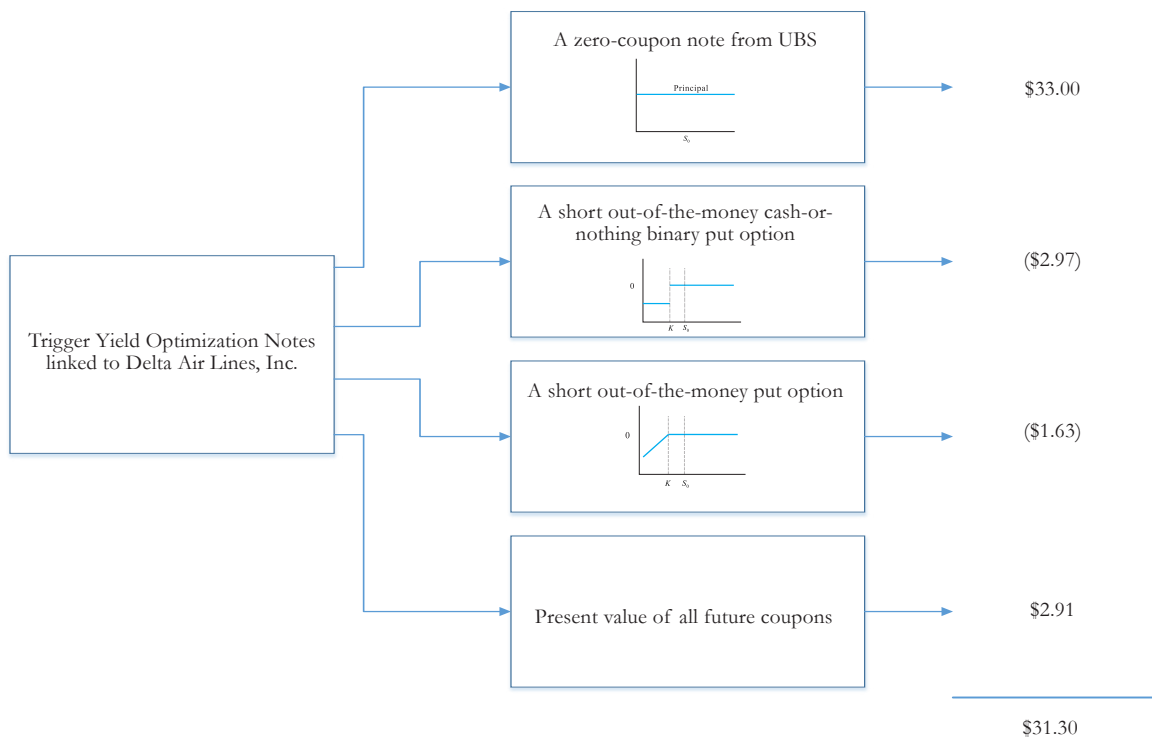 A zero-coupon note from UBS
Principal
S0
$33.00
A short out-of-the-money cash-or-
nothing binary put option
0
K S0
($2.97)
Trigger Yield Optimization Notes
linked to Delta Air Lines, Inc.
A short out-of-the-money put option
0
K S0
($1.63)
Present value of all future coupons
$2.91
$31.30